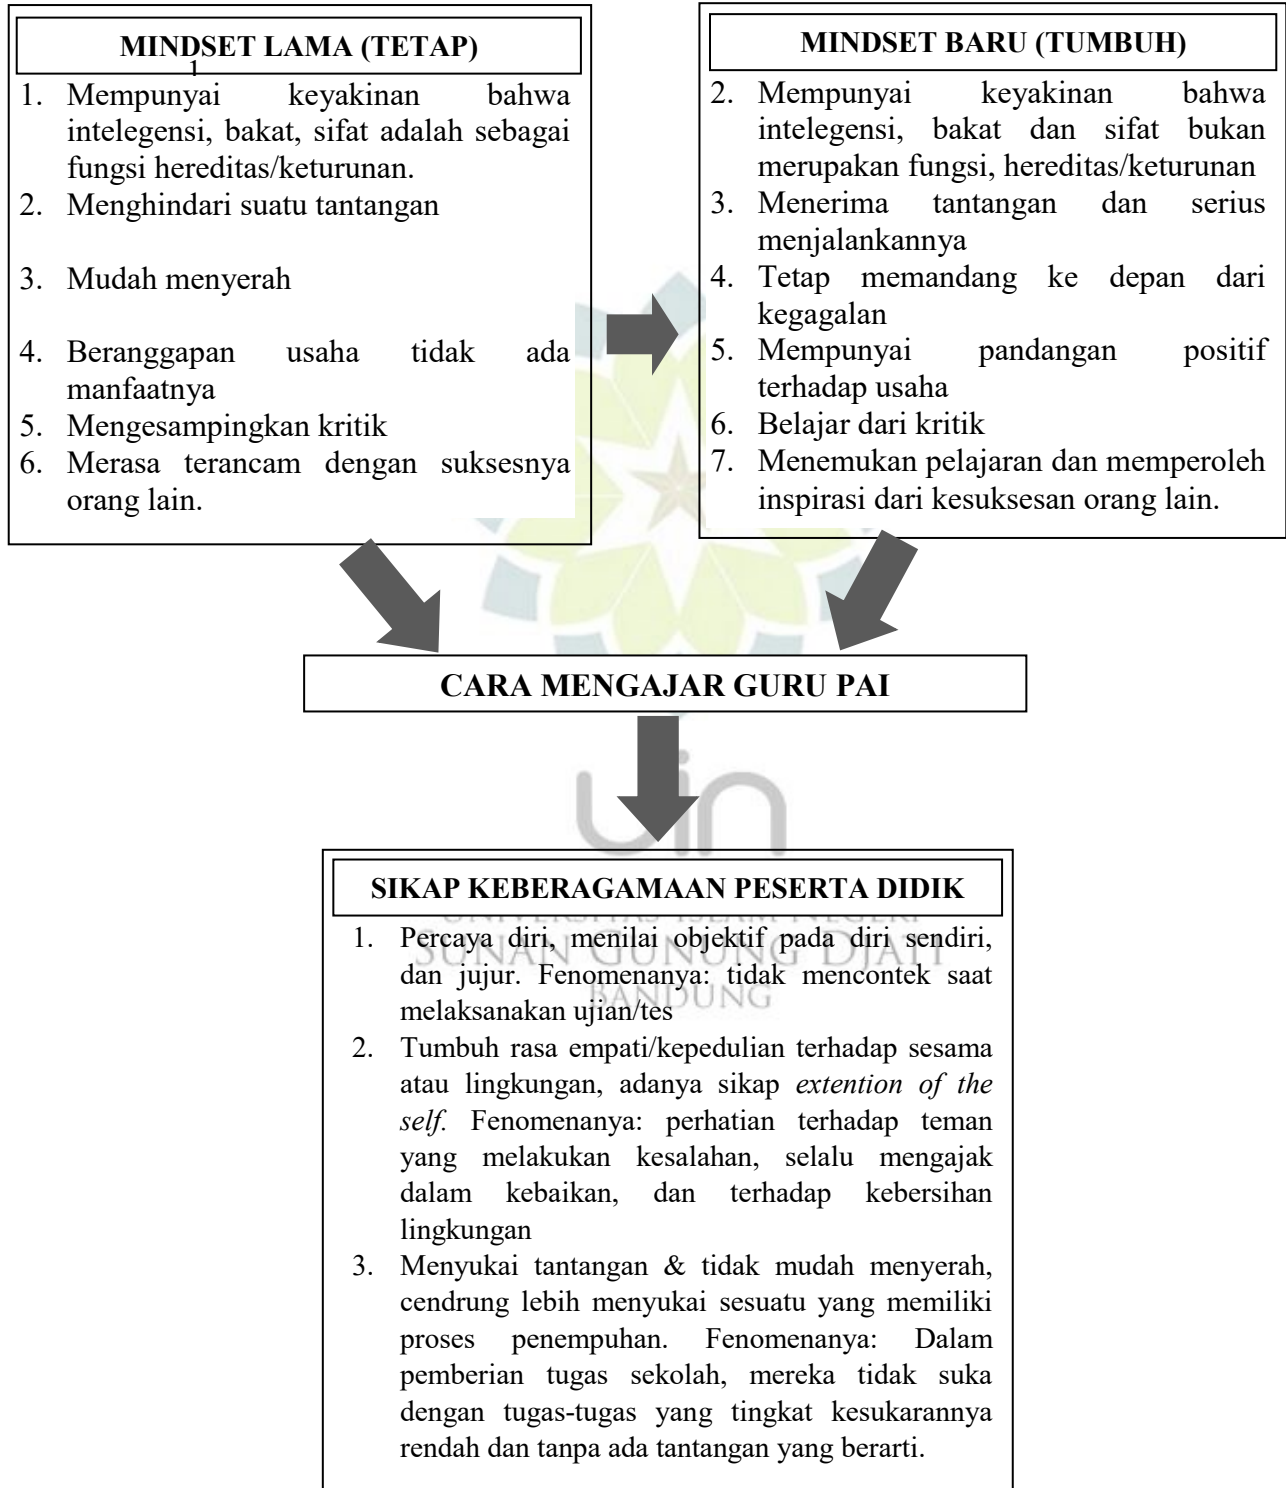 MINDSET LAMA (TETAP)
1
1. Mempunyai keyakinan bahwa
intelegensi, bakat, sifat adalah sebagai
fungsi hereditas/keturunan.
2. Menghindari suatu tantangan
3. Mudah menyerah
4. Beranggapan usaha tidak ada
manfaatnya
5. Mengesampingkan kritik
6. Merasa terancam dengan suksesnya
orang lain.
MINDSET BARU (TUMBUH)
2. Mempunyai keyakinan bahwa
intelegensi, bakat dan sifat bukan
merupakan fungsi, hereditas/keturunan
3. Menerima tantangan dan serius
menjalankannya
4. Tetap memandang ke depan dari
kegagalan
5. Mempunyai pandangan positif
terhadap usaha
6. Belajar dari kritik
7. Menemukan pelajaran dan memperoleh
inspirasi dari kesuksesan orang lain.
CARA MENGAJAR GURU PAI
uin
UNIVERSITAS ISLAM NEGERI
SUNAN GUNUNG DJATI
BANDUNG
SIKAP KEBERAGAMAAN PESERTA DIDIK
1. Percaya diri, menilai objektif pada diri sendiri,
dan jujur. Fenomenanya: tidak mencontek saat
melaksanakan ujian/tes
2. Tumbuh rasa empati/kepedulian terhadap sesama
atau lingkungan, adanya sikap extention of the
self. Fenomenanya: perhatian terhadap teman
yang melakukan kesalahan, selalu mengajak
dalam kebaikan, dan terhadap kebersihan
lingkungan
3. Menyukai tantangan & tidak mudah menyerah,
cendrung lebih menyukai sesuatu yang memiliki
proses penempuhan. Fenomenanya: Dalam
pemberian tugas sekolah, mereka tidak suka
dengan tugas-tugas yang tingkat kesukarannya
rendah dan tanpa ada tantangan yang berarti.